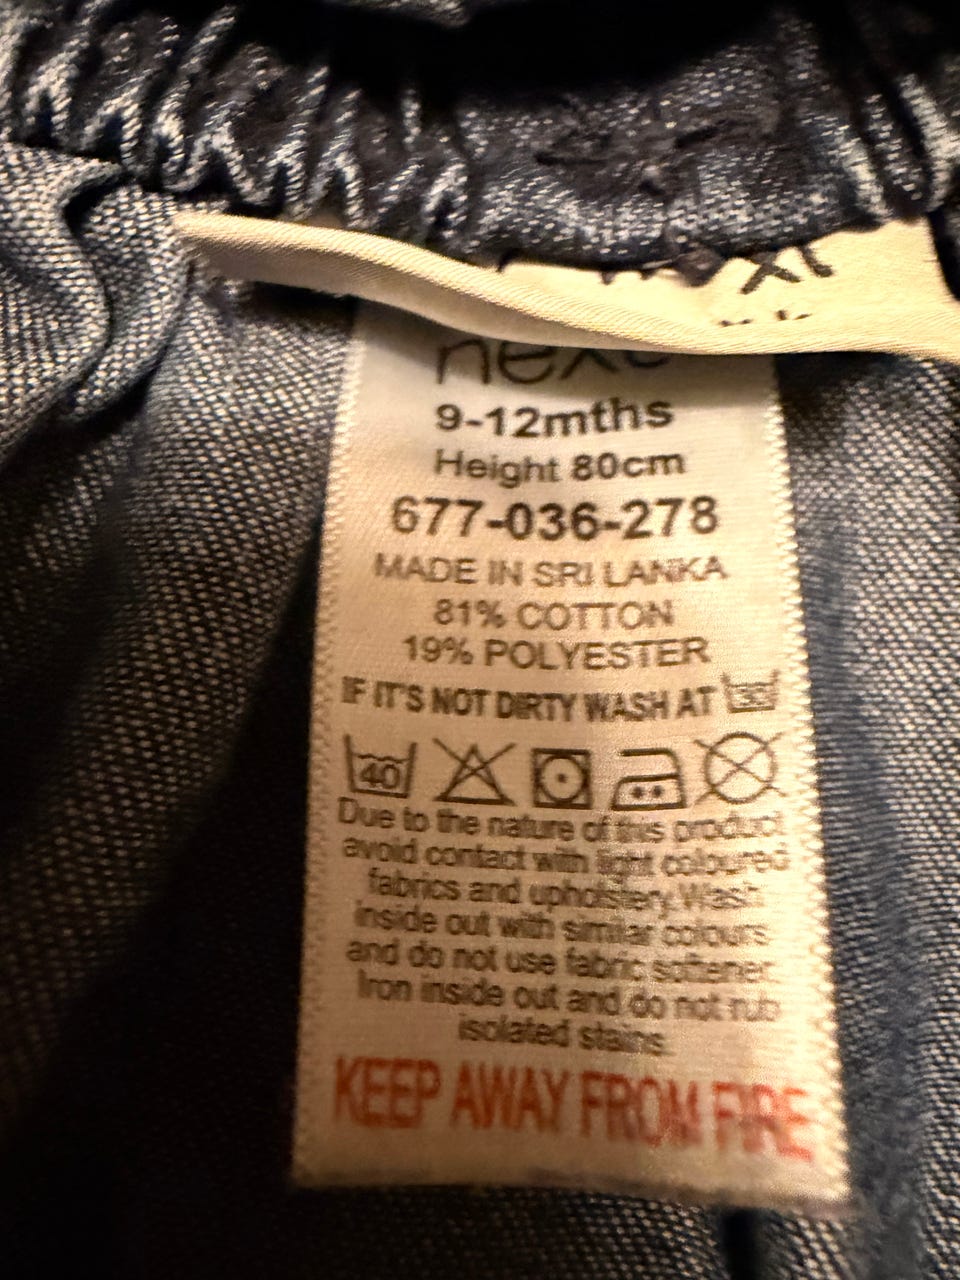 next
9-12mths
Height 80cm
677-036-278
MADE IN SRI LANKA
81% COTTON
19% POLYESTER
IF IT'S NOT DIRTY WASH AT 30
40
Due to the nature of this product
avoid contact with light coloured
fabrics and upholstery. Wash
inside out with similar colours
and do not use fabric softener.
Iron inside out and do not rub
isolated stains.
KEEP AWAY FROM FIRE